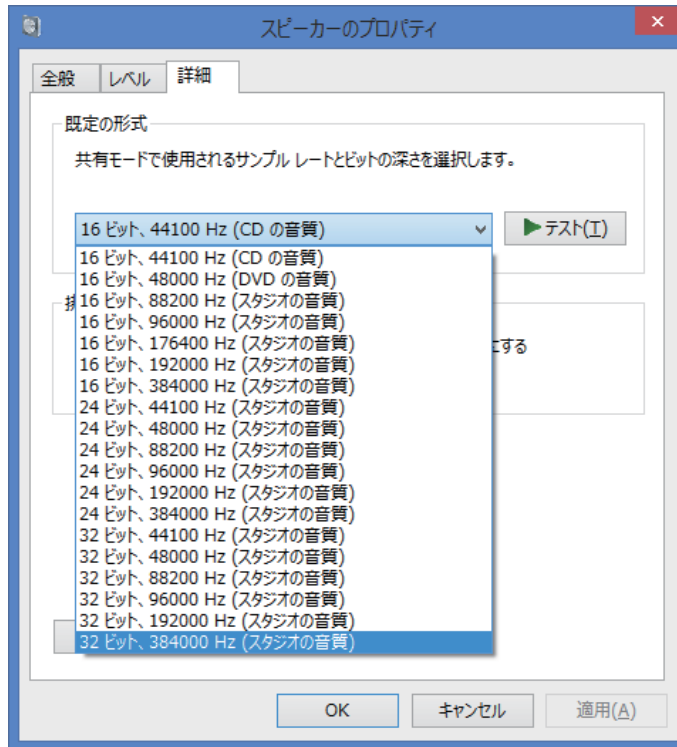 スピーカーのプロパティ
全般 レベル 詳細
既定の形式
共有モードで使用されるサンプル レートとビットの深さを選択します。
16 ビット、44100 Hz (CD の音質)
テスト(T)
16 ビット、44100 Hz (CD の音質)
16 ビット、48000 Hz (DVD の音質)
16 ビット、88200 Hz (スタジオの音質)
16 ビット、96000 Hz (スタジオの音質)
16 ビット、176400 Hz (スタジオの音質)
16 ビット、192000 Hz (スタジオの音質)
16 ビット、384000 Hz (スタジオの音質)
24 ビット、44100 Hz (スタジオの音質)
24 ビット、48000 Hz (スタジオの音質)
24 ビット、88200 Hz (スタジオの音質)
24 ビット、96000 Hz (スタジオの音質)
24 ビット、192000 Hz (スタジオの音質)
24 ビット、384000 Hz (スタジオの音質)
32 ビット、44100 Hz (スタジオの音質)
32 ビット、48000 Hz (スタジオの音質)
32 ビット、88200 Hz (スタジオの音質)
32 ビット、96000 Hz (スタジオの音質)
32 ビット、192000 Hz (スタジオの音質)
32 ビット、384000 Hz (スタジオの音質)
する
OK キャンセル 適用(A)